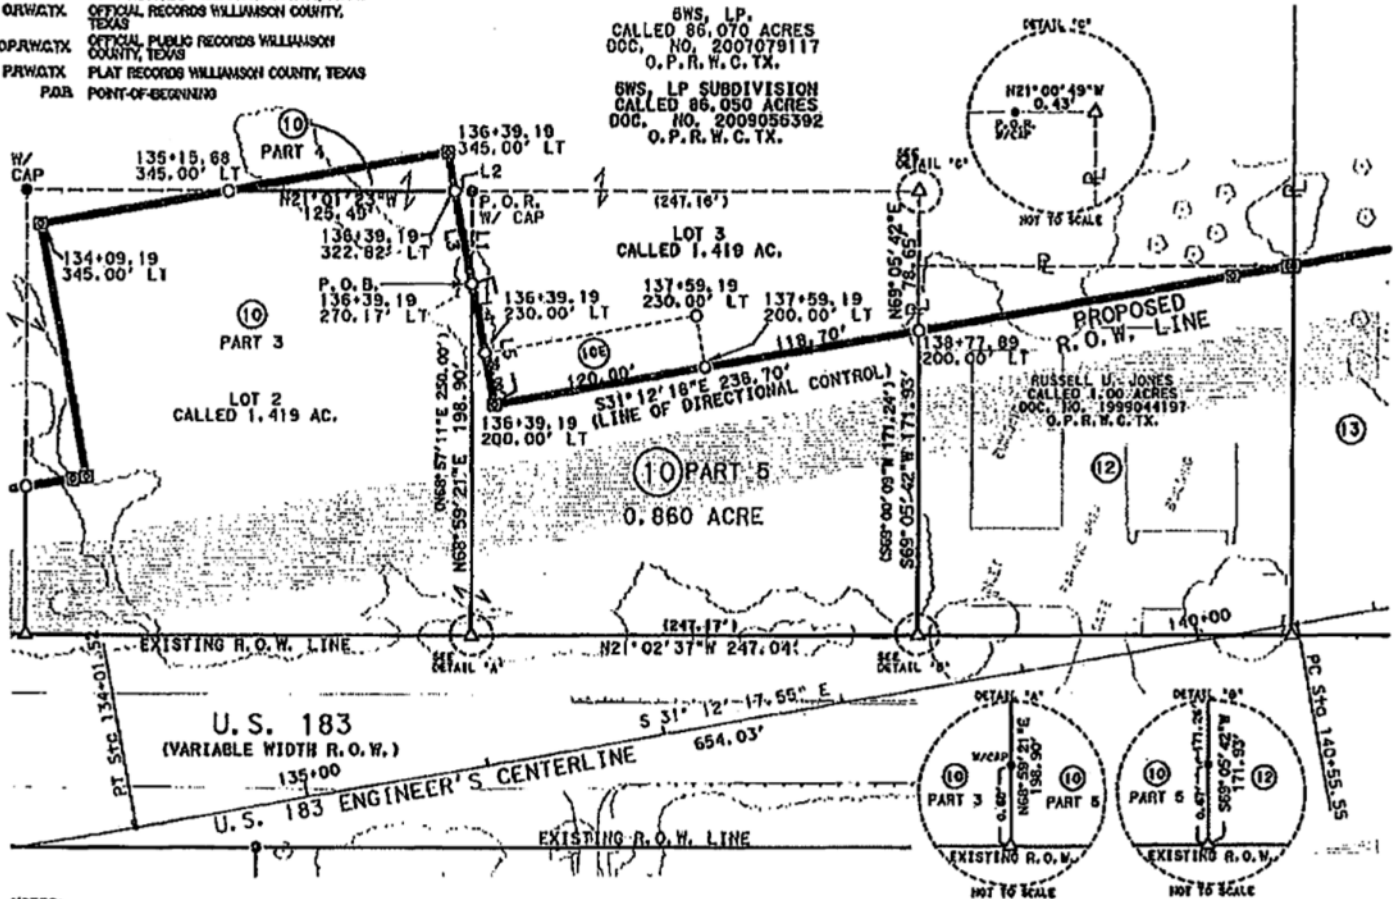 O.R.W.C.TX. OFFICIAL RECORDS WILLIAMSON COUNTY,
TEXAS
O.P.R.W.C.TX. OFFICIAL PUBLIC RECORDS WILLIAMSON
COUNTY, TEXAS
P.R.W.C.TX. PLAT RECORDS WILLIAMSON COUNTY, TEXAS
P.O.B. POINT-OF-BEGINNING
6WS, LP.
CALLED 86.070 ACRES
DOC. NO. 2007079117
O.P.R.W.C.TX.
6WS, LP SUBDIVISION
CALLED 86.050 ACRES
DOC. NO. 2009056392
O.P.R.W.C.TX.
DETAIL "C"
N21°00'49"W
0.43'
P.O.R.
W/CAP
PL
NOT TO SCALE
SEE
DETAIL "C"
W/
CAP
10
PART 4
135+15.68
345.00' LT
136+39.19
345.00' LT
L2
N21°01'23"W
125.49'
P.O.R.
W/ CAP
(247.16')
136+39.19
322.82' LT
L3
L1
LOT 3
CALLED 1.419 AC.
N69°05'42"E
78.65'
134+09.19
345.00' LT
P.O.B.
136+39.19
270.17' LT
136+39.19
230.00' LT
137+59.19
230.00' LT
137+59.19
200.00' LT
10
PART 3
L5
10E
120.00'
118.70'
S31°12'18"E 238.70'
(LINE OF DIRECTIONAL CONTROL)
138+77.89
200.00' LT
PROPOSED
R.O.W. LINE
LOT 2
CALLED 1.419 AC.
136+39.19
200.00' LT
RUSSELL U. JONES
CALLED 1.00 ACRES
DOC. NO. 1999044197
O.P.R.W.C.TX.
(N68°57'11"E 250.00')
N68°59'21"E 198.90'
10 PART 5
0.860 ACRE
(S69°00'09"W 171.24')
S69°05'42"W 171.93'
12
13
EXISTING R.O.W. LINE
SEE
DETAIL "A"
(247.17')
N21°02'37"W 247.04'
SEE
DETAIL "B"
140+00
PT Sta 134+01.52
PC Sta 140+55.55
U.S. 183
(VARIABLE WIDTH R.O.W.)
135+00
S 31° 12' 17.55" E
654.03'
U.S. 183 ENGINEER'S CENTERLINE
EXISTING R.O.W. LINE
DETAIL "A"
W/CAP
10
PART 3
N68°59'21"E
198.90'
10
PART 5
EXISTING R.O.W.
NOT TO SCALE
DETAIL "B"
10
PART 5
0.67'
171.26'
S69°05'42"W
171.93'
12
EXISTING R.O.W.
NOT TO SCALE